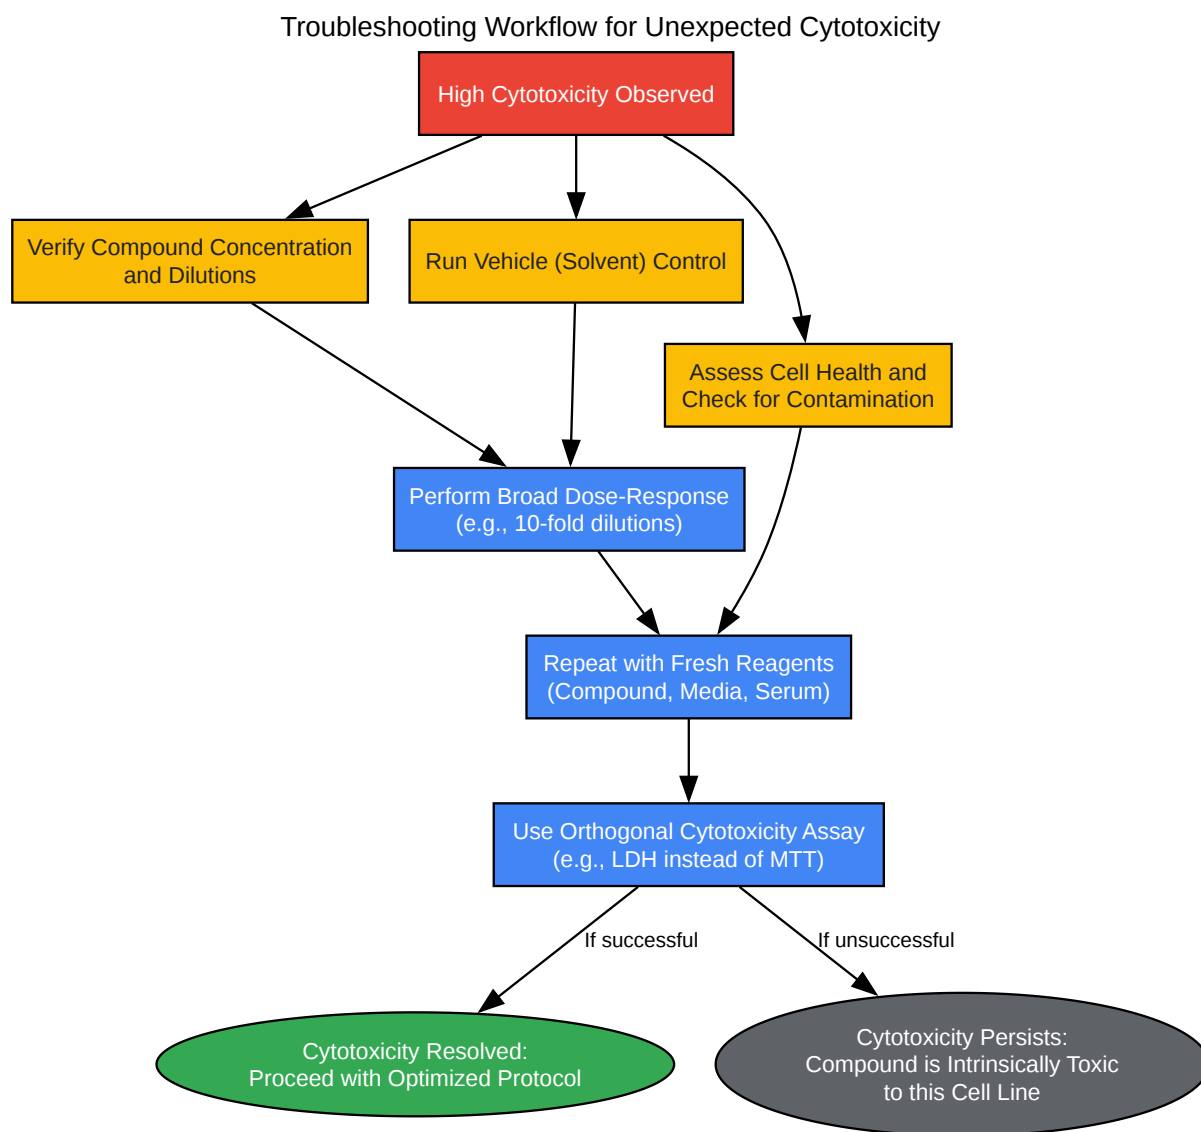 Troubleshooting Workflow for Unexpected Cytotoxicity
High Cytotoxicity Observed
Verify Compound Concentration
and Dilutions
Run Vehicle (Solvent) Control
Assess Cell Health and
Check for Contamination
Perform Broad Dose-Response
(e.g., 10-fold dilutions)
Repeat with Fresh Reagents
(Compound, Media, Serum)
Use Orthogonal Cytotoxicity Assay
(e.g., LDH instead of MTT)
If successful
If unsuccessful
Cytotoxicity Resolved:
Proceed with Optimized Protocol
Cytotoxicity Persists:
Compound is Intrinsically Toxic
to this Cell Line